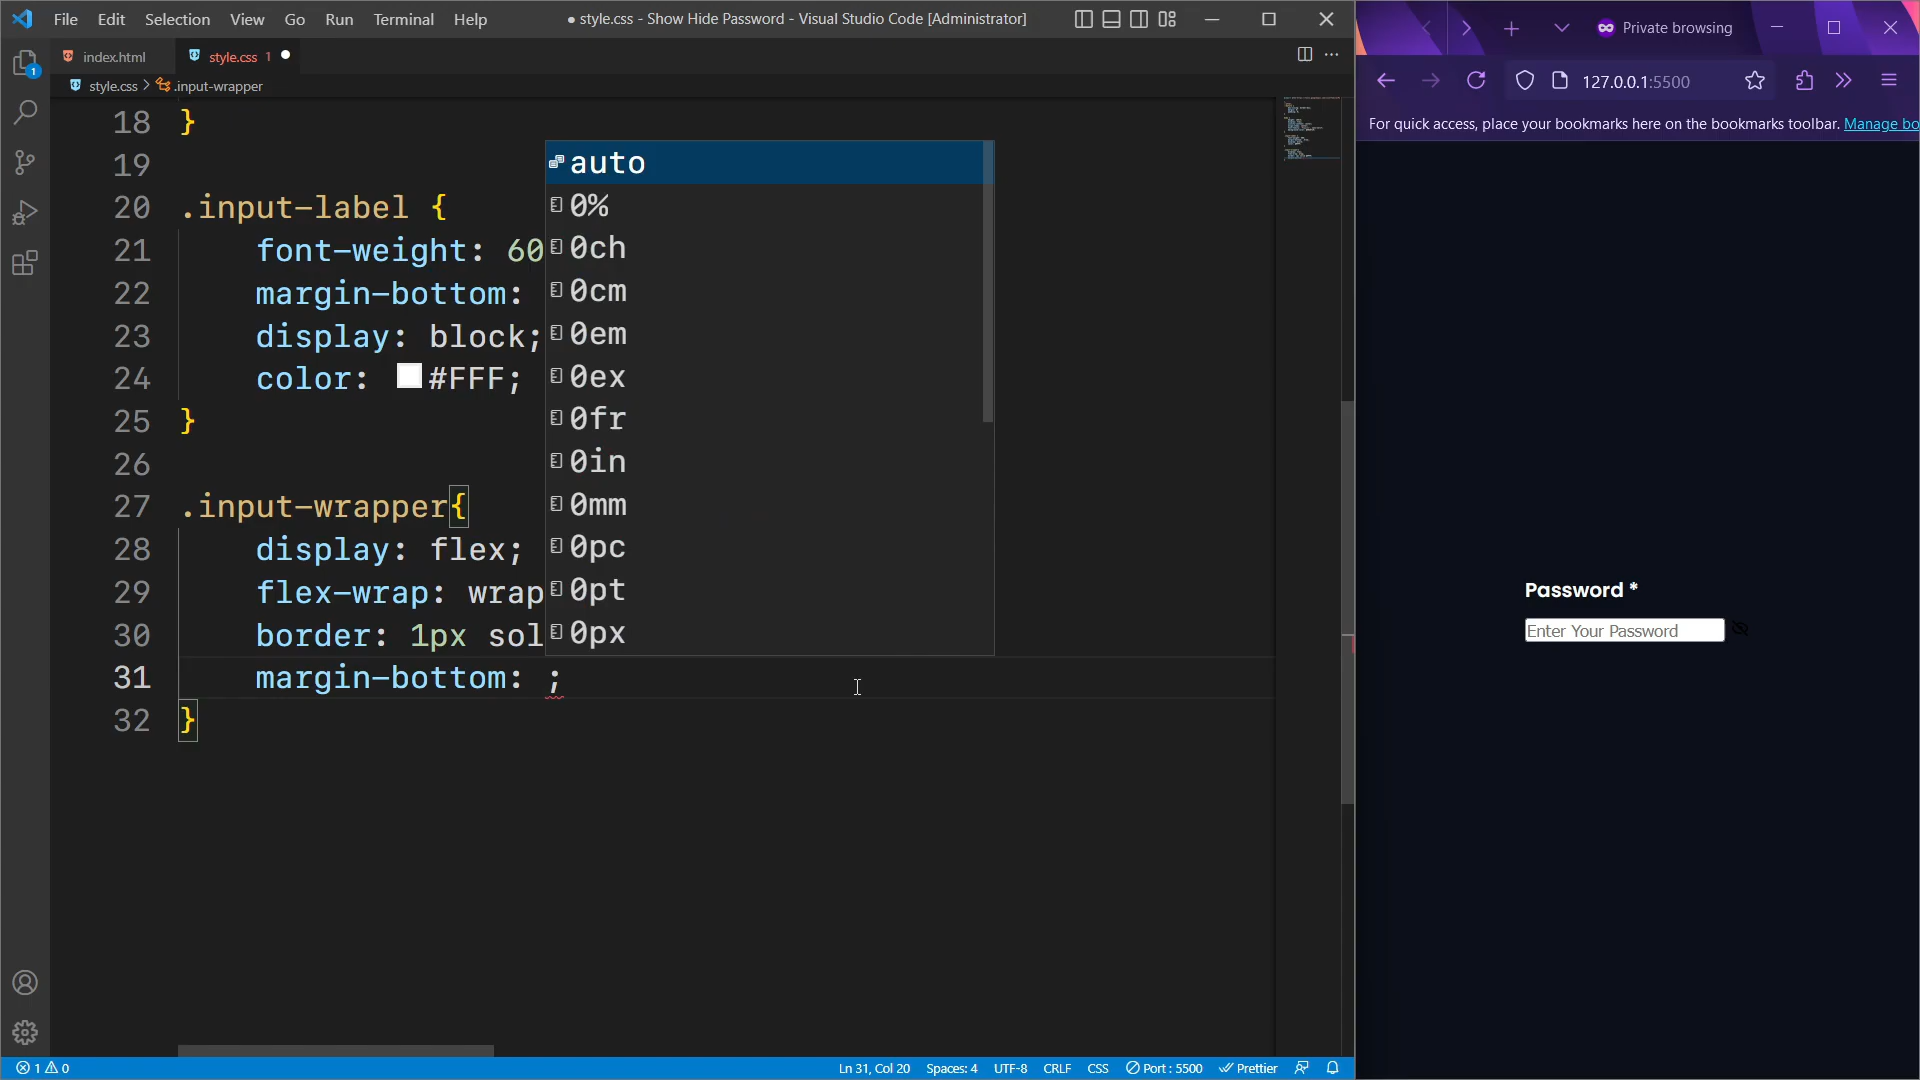 File Edit Selection View Go Run Terminal Help
● style.css - Show Hide Password - Visual Studio Code [Administrator]
index.html
style.css 1 ●
style.css > .input-wrapper
18 }
19
20 .input-label {
21 font-weight: 60
22 margin-bottom:
23 display: block;
24 color: #FFF;
25 }
26
27 .input-wrapper{
28 display: flex;
29 flex-wrap: wrap
30 border: 1px sol
31 margin-bottom: ;
32 }
auto
0%
0ch
0cm
0em
0ex
0fr
0in
0mm
0pc
0pt
0px
1
1 0
Ln 31, Col 20 Spaces: 4 UTF-8 CRLF CSS Port : 5500 Prettier
Private browsing
127.0.0.1:5500
For quick access, place your bookmarks here on the bookmarks toolbar. Manage bo
Password *
Enter Your Password